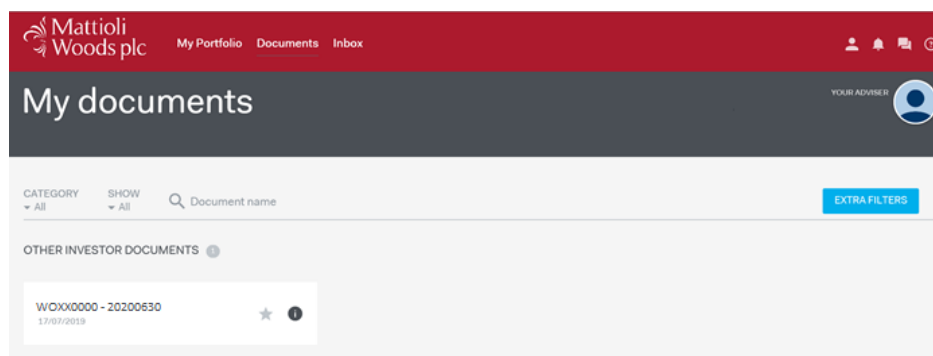 Mattioli
Woods plc
My Portfolio Documents Inbox
My documents
YOUR ADVISER
CATEGORY SHOW
All All Document name
EXTRA FILTERS
OTHER INVESTOR DOCUMENTS
WOXX0000 - 20200630
17/07/2019